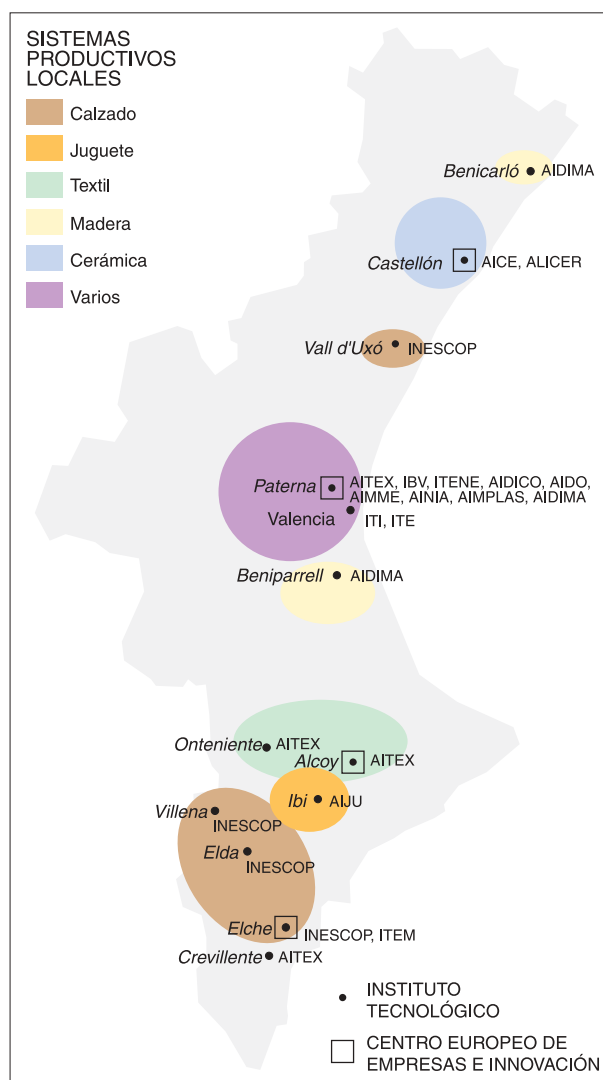 SISTEMAS
PRODUCTIVOS
LOCALES
Calzado
Juguete
Textil
Madera
Cerámica
Varios
Benicarló
AIDIMA
Castellón
AICE, ALICER
Vall d'Uxó
INESCOP
Paterna
AITEX, IBV, ITENE, AIDICO, AIDO,
AIMME, AINIA, AIMPLAS, AIDIMA
Valencia
ITI, ITE
Beniparrell
AIDIMA
Onteniente
AITEX
Alcoy
AITEX
Ibi
AIJU
Villena
INESCOP
Elda
INESCOP
Elche
INESCOP, ITEM
Crevillente
AITEX
INSTITUTO
TECNOLÓGICO
CENTRO EUROPEO DE
EMPRESAS E INNOVACIÓN